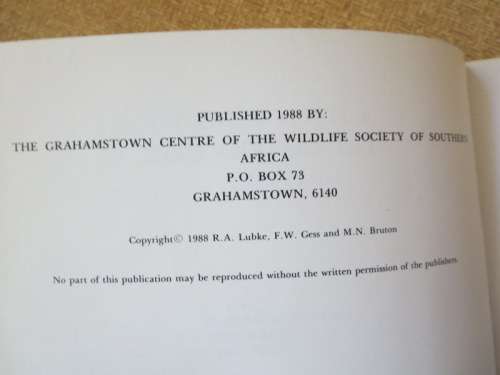 PUBLISHED 1988 BY:
THE GRAHAMSTOWN CENTRE OF THE WILDLIFE SOCIETY OF SOUTHERN
AFRICA
P.O. BOX 73
GRAHAMSTOWN, 6140
Copyright© 1988 R.A. Lubke, F.W. Gess and M.N. Bruton
No part of this publication may be reproduced without the written permission of the publishers.